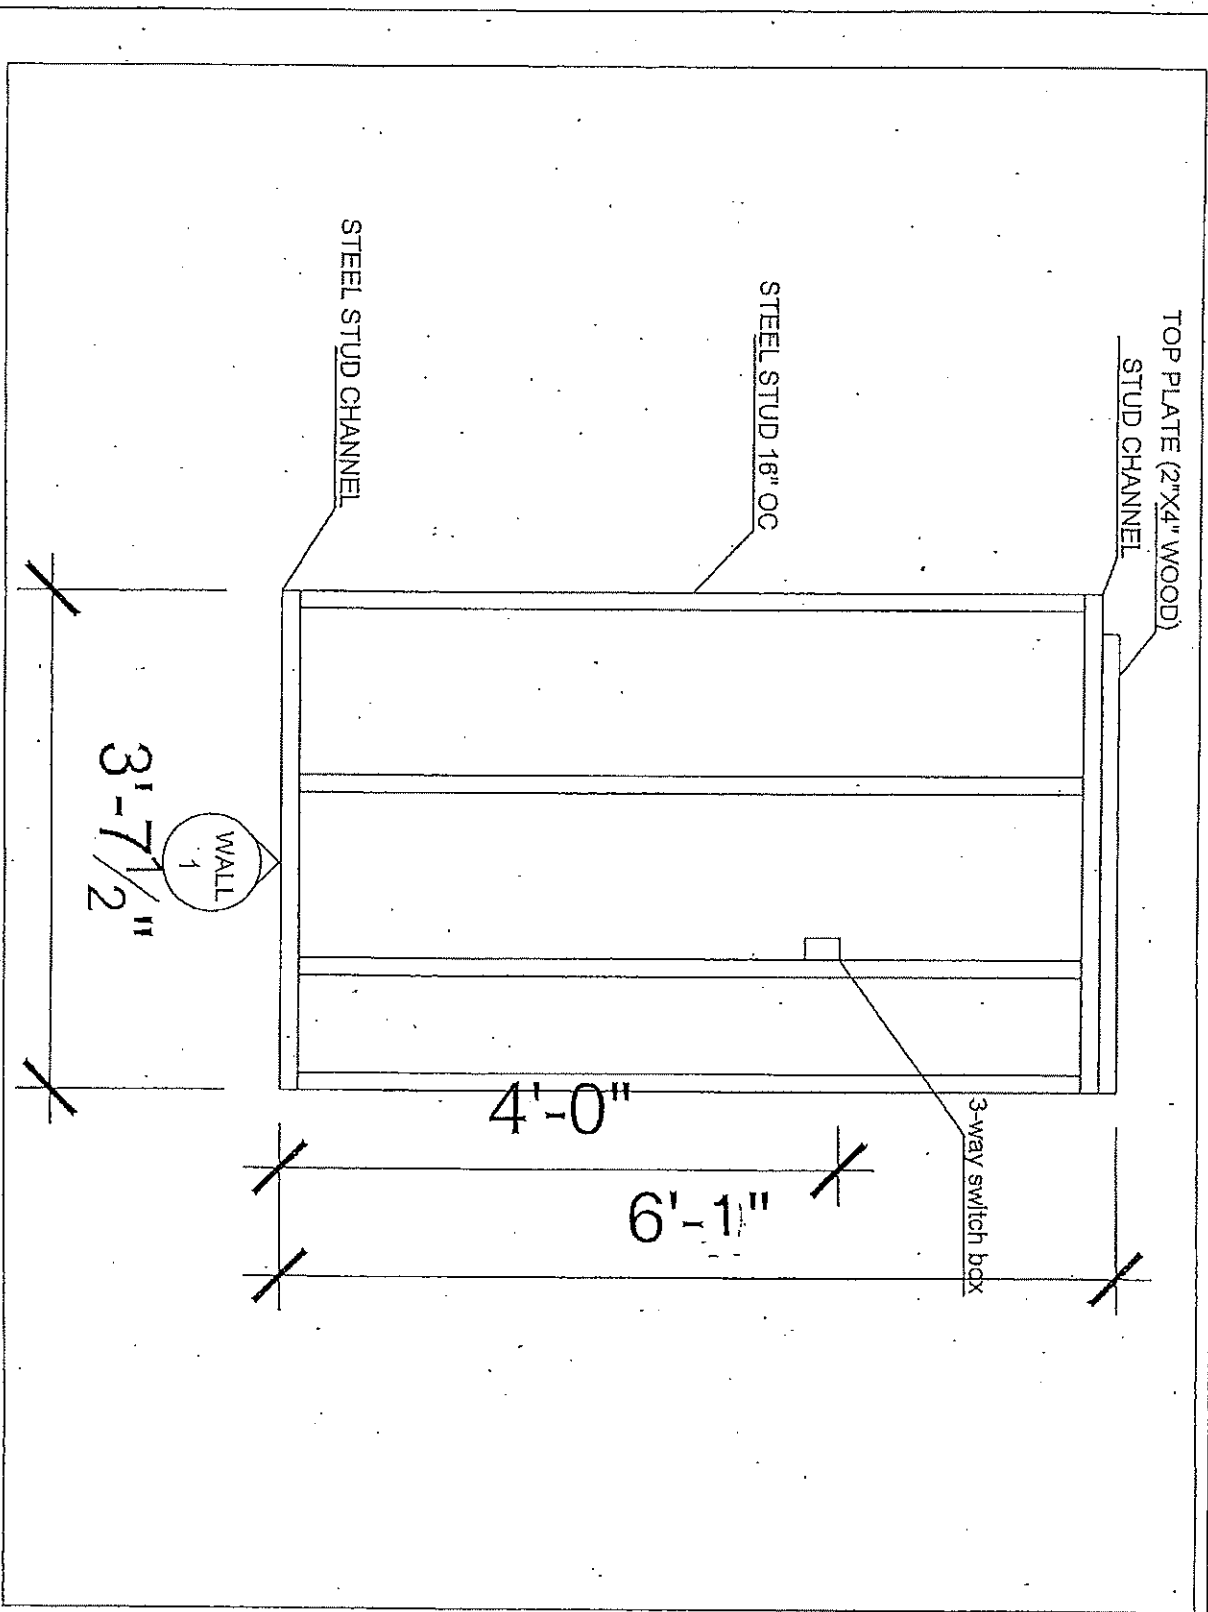 TOP PLATE (2"X4" WOOD)
STUD CHANNEL
3-way switch box
STEEL STUD 16" OC
6'-1"
4'-0"
STEEL STUD CHANNEL
WALL
1
3'-7 1/2"